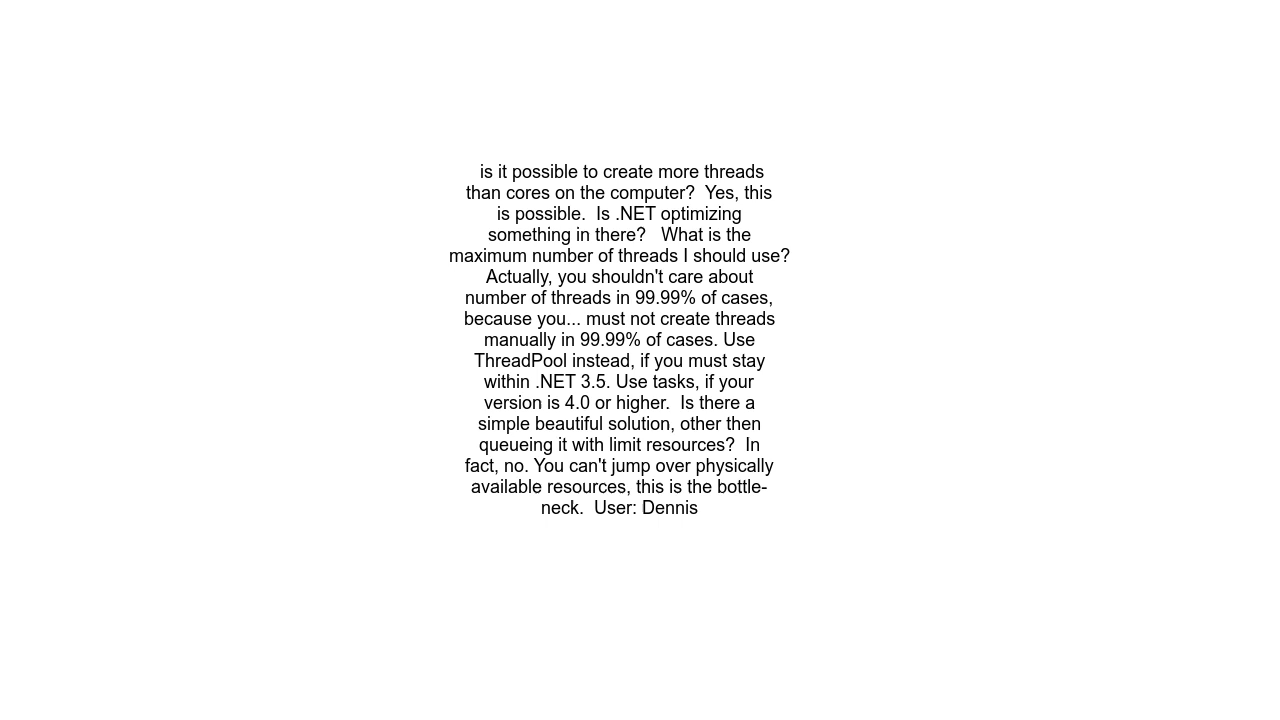 is it possible to create more threads
than cores on the computer?  Yes, this
is possible.  Is .NET optimizing
something in there?   What is the
maximum number of threads I should use?
Actually, you shouldn't care about
number of threads in 99.99% of cases,
because you... must not create threads
manually in 99.99% of cases. Use
ThreadPool instead, if you must stay
within .NET 3.5. Use tasks, if your
version is 4.0 or higher.  Is there a
simple beautiful solution, other then
queueing it with limit resources?  In
fact, no. You can't jump over physically
available resources, this is the bottle-
neck.  User: Dennis